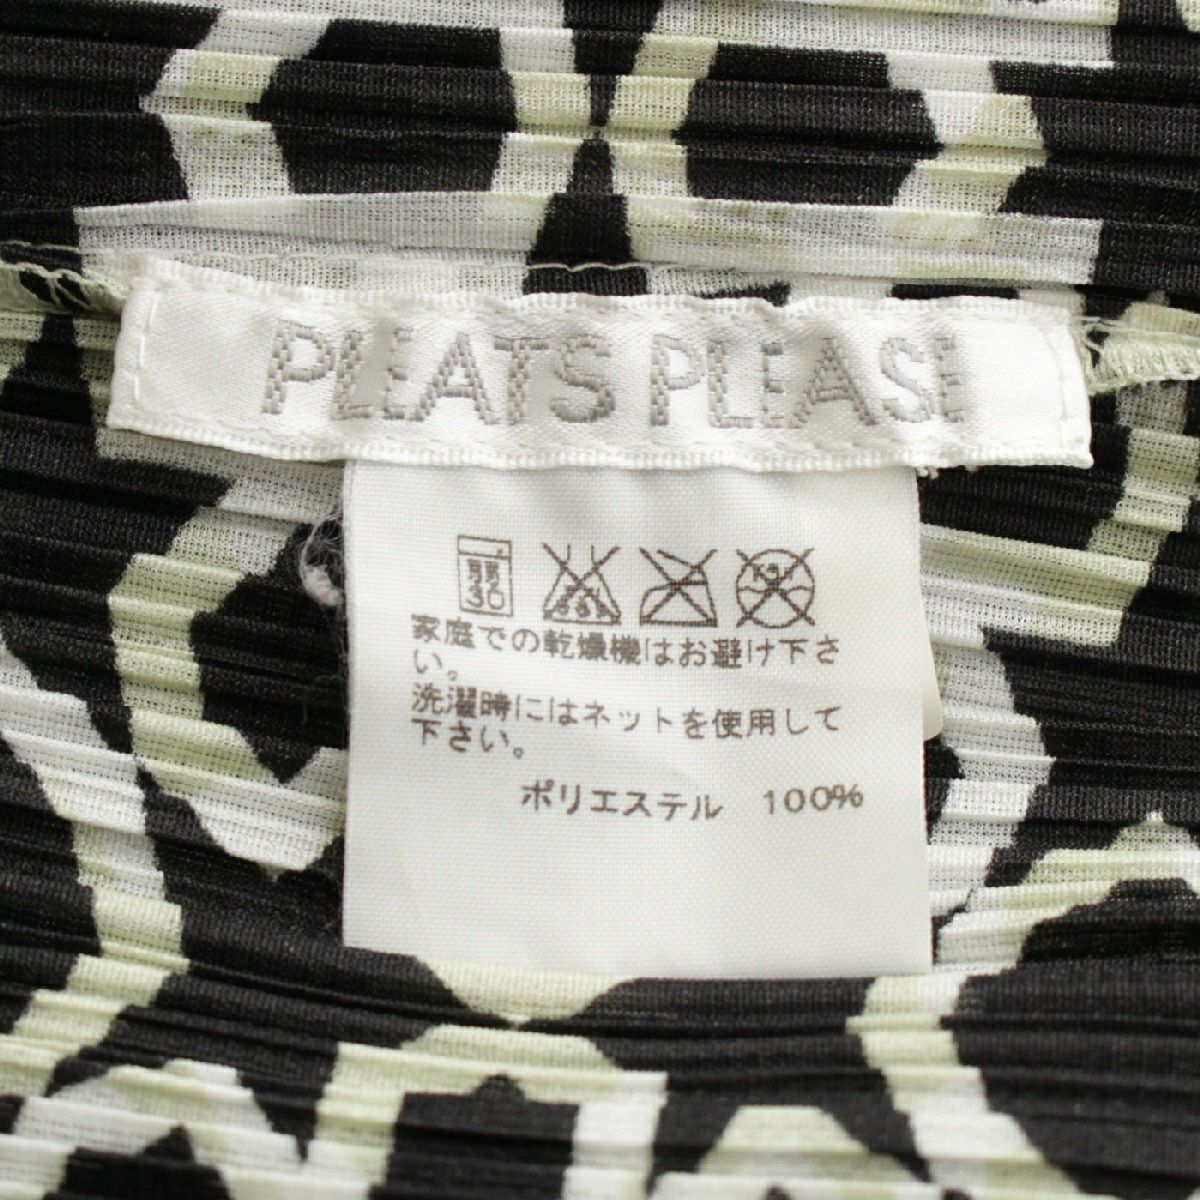 PLEATS PLEASE
30
家庭での乾燥機はお避け下さ
い。
洗濯時にはネットを使用して
下さい。
ポリエステル 100%